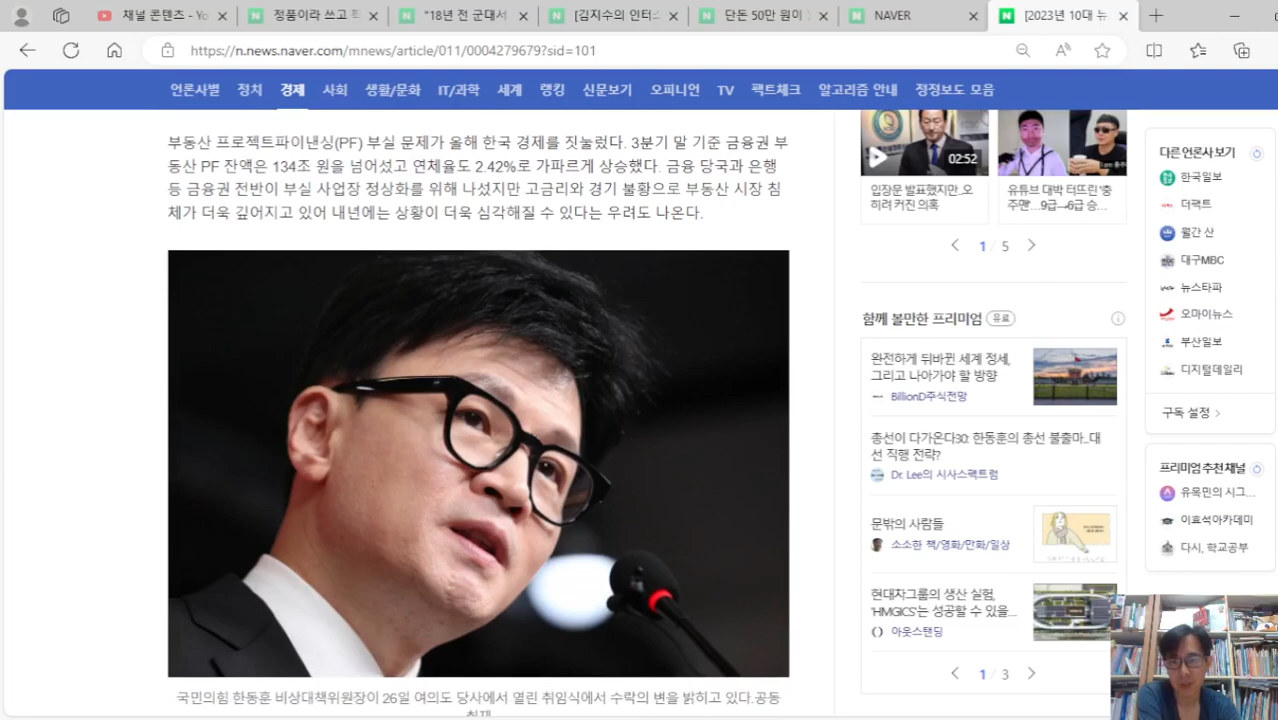 채널 콘텐츠 - Yo
정품이라 쓰고 푀
"18년 전 군대서
[김지수의 인터스
단돈 50만 원이
NAVER
[2023년 10대 뉴
https://n.news.naver.com/mnews/article/011/0004279679?sid=101
언론사별 정치 경제 사회 생활/문화 IT/과학 세계 랭킹 신문보기 오피니언 TV 팩트체크 알고리즘 안내 정정보도 모음
부동산 프로젝트파이낸싱(PF) 부실 문제가 올해 한국 경제를 짓눌렀다. 3분기 말 기준 금융권 부
동산 PF 잔액은 134조 원을 넘어섰고 연체율도 2.42%로 가파르게 상승했다. 금융 당국과 은행
등 금융권 전반이 부실 사업장 정상화를 위해 나섰지만 고금리와 경기 불황으로 부동산 시장 침
체가 더욱 깊어지고 있어 내년에는 상황이 더욱 심각해질 수 있다는 우려도 나온다.
국민의힘 한동훈 비상대책위원장이 26일 여의도 당사에서 열린 취임식에서 수락의 변을 밝히고 있다.공동
02:52
입장문 발표했지만...오
히려 커진 의혹
유튜브 대박 터뜨린 '충
주맨'…9급→6급 승…
1 / 5
함께 볼만한 프리미엄 유료
완전하게 뒤바뀐 세계 정세,
그리고 나아가야 할 방향
BillionD주식전망
총선이 다가온다30: 한동훈의 총선 불출마...대
선 직행 전략?
Dr. Lee의 시사스펙트럼
문밖의 사람들
소소한 책/영화/만화/일상
현대차그룹의 생산 실험,
'HMGICS'는 성공할 수 있을...
아웃스탠딩
1 / 3
다른 언론사 보기
한국일보
더팩트
월간 산
대구MBC
뉴스타파
오마이뉴스
부산일보
디지털데일리
구독 설정
프리미엄 추천 채널
유목민의 시그...
이효석아카데미
다시, 학교공부